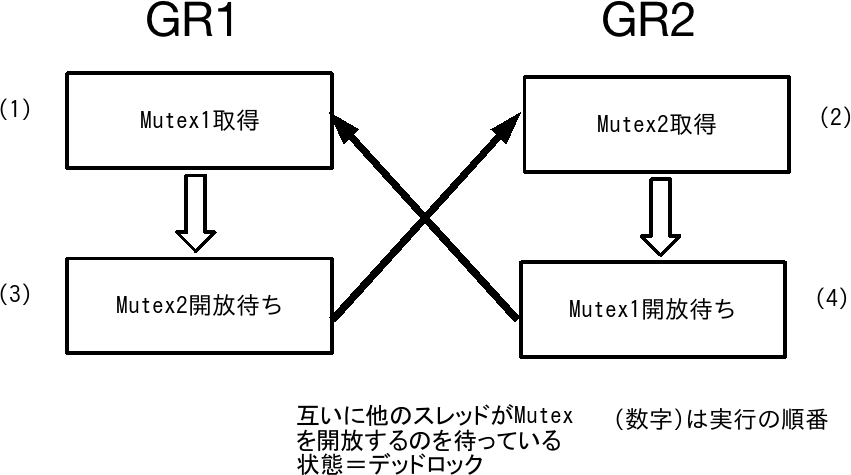 GR1
GR2
(1)
Mutex1取得
Mutex2取得
(2)
(3)
Mutex2開放待ち
Mutex1開放待ち
(4)
互いに他のスレッドがMutex
を開放するのを待っている
状態＝デッドロック
(数字)は実行の順番